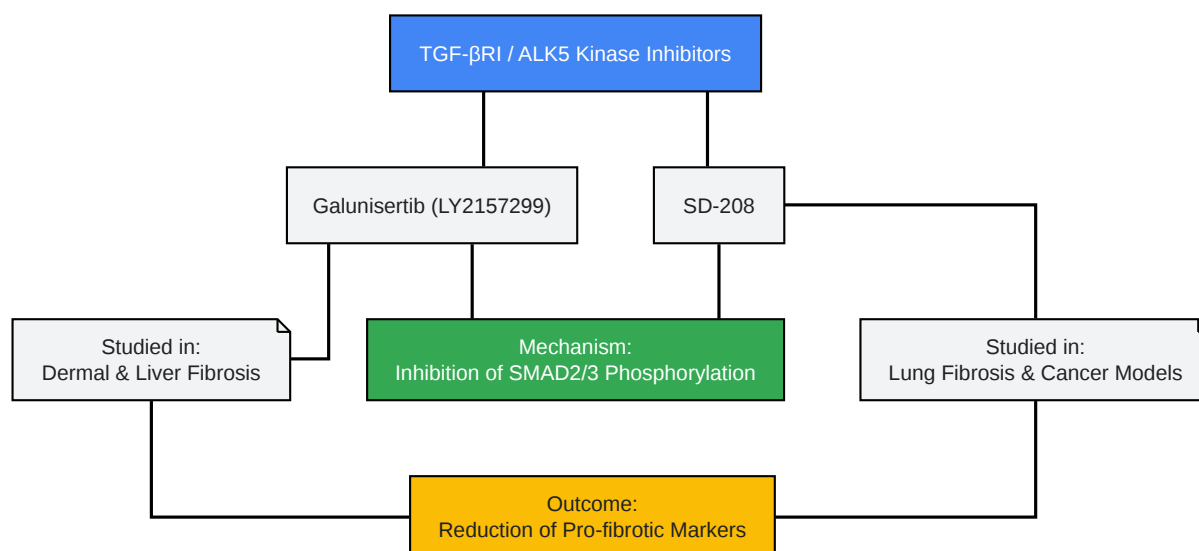 TGF-βRI / ALK5 Kinase Inhibitors
Galunisertib (LY2157299)
SD-208
Studied in:
Dermal & Liver Fibrosis
Mechanism:
Inhibition of SMAD2/3 Phosphorylation
Studied in:
Lung Fibrosis & Cancer Models
Outcome:
Reduction of Pro-fibrotic Markers